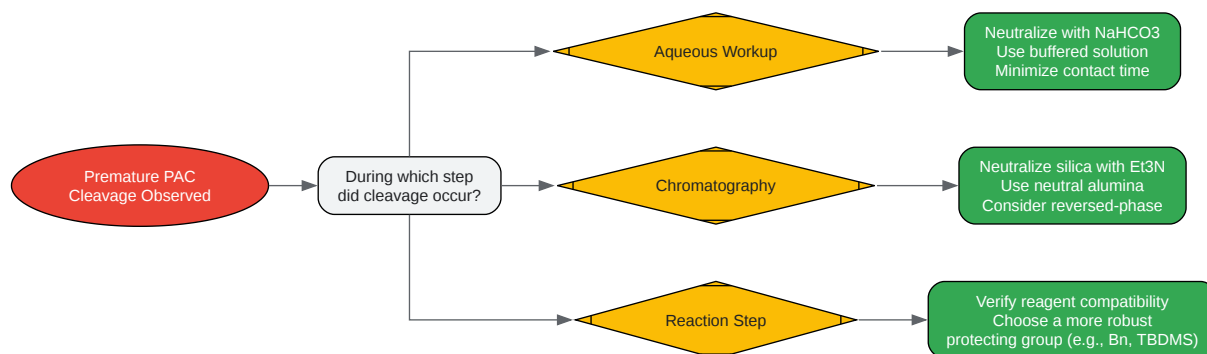 Premature PAC
Cleavage Observed
During which step
did cleavage occur?
Aqueous Workup
Neutralize with NaHCO3
Use buffered solution
Minimize contact time
Chromatography
Neutralize silica with Et3N
Use neutral alumina
Consider reversed-phase
Reaction Step
Verify reagent compatibility
Choose a more robust
protecting group (e.g., Bn, TBDMS)